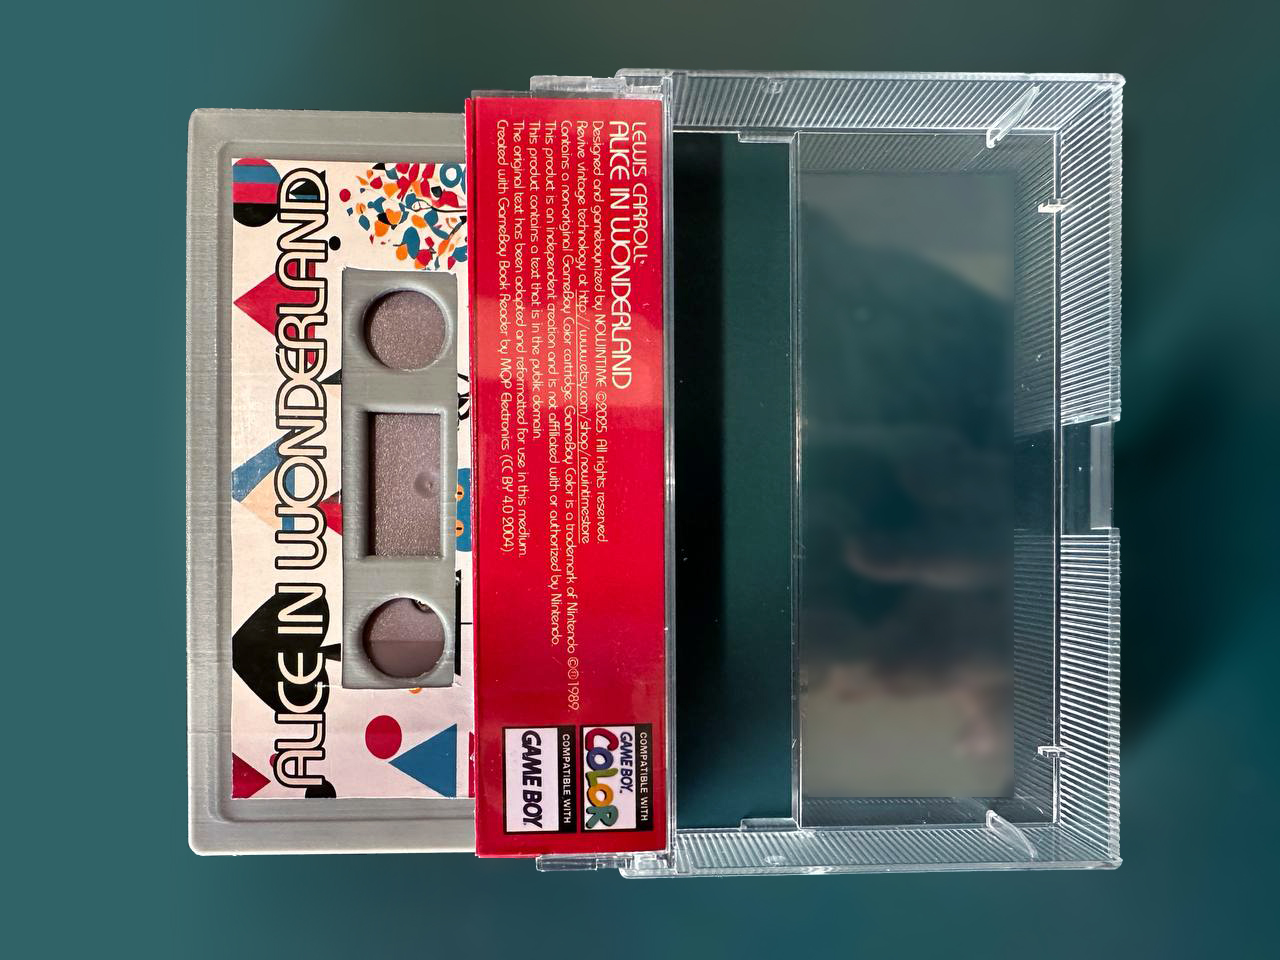 ALICE IN WONDERLAND
LEWIS CARROLL:
ALICE IN WONDERLAND
Designed and gameboynized by NOWINTIME ©2025. All rights reserved.
Revive vintage technology at http://www.etsy.com/shop/nowintimestore
Contains a non-original GameBoy Color cartridge. GameBoy Color is a trademark of Nintendo ©® 1989.
This product is an independent creation and is not affiliated with or authorized by Nintendo.
This product contains a text that is in the public domain.
The original text has been adapted and reformatted for use in this medium.
Created with GameBoy Book Reader by MQP Electronics (CC BY 4.0 2004).
COMPATIBLE WITH
GAME BOY
COLOR
COMPATIBLE WITH
GAME BOY